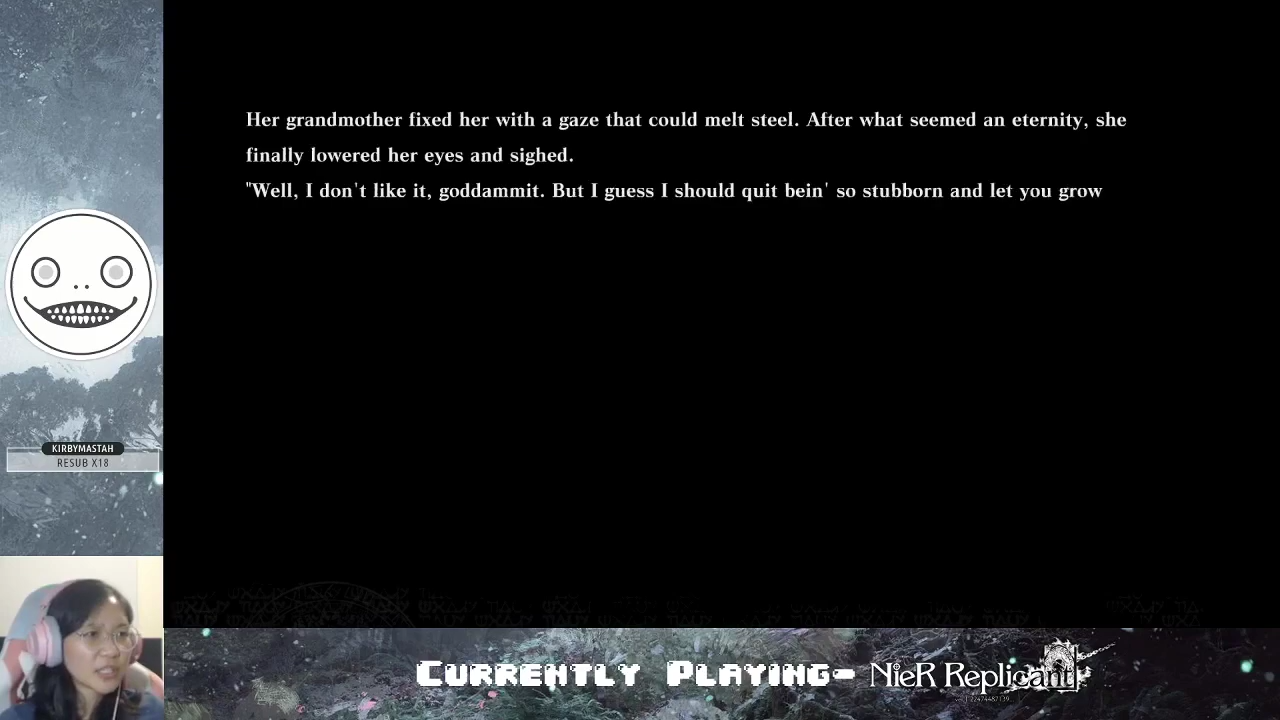 Her grandmother fixed her with a gaze that could melt steel. After what seemed an eternity, she
finally lowered her eyes and sighed.
"Well, I don't like it, goddammit. But I guess I should quit bein' so stubborn and let you grow
KIRBYMASTAH
RESUB X18
CURRENTLY PLAYING- NieR Replicant